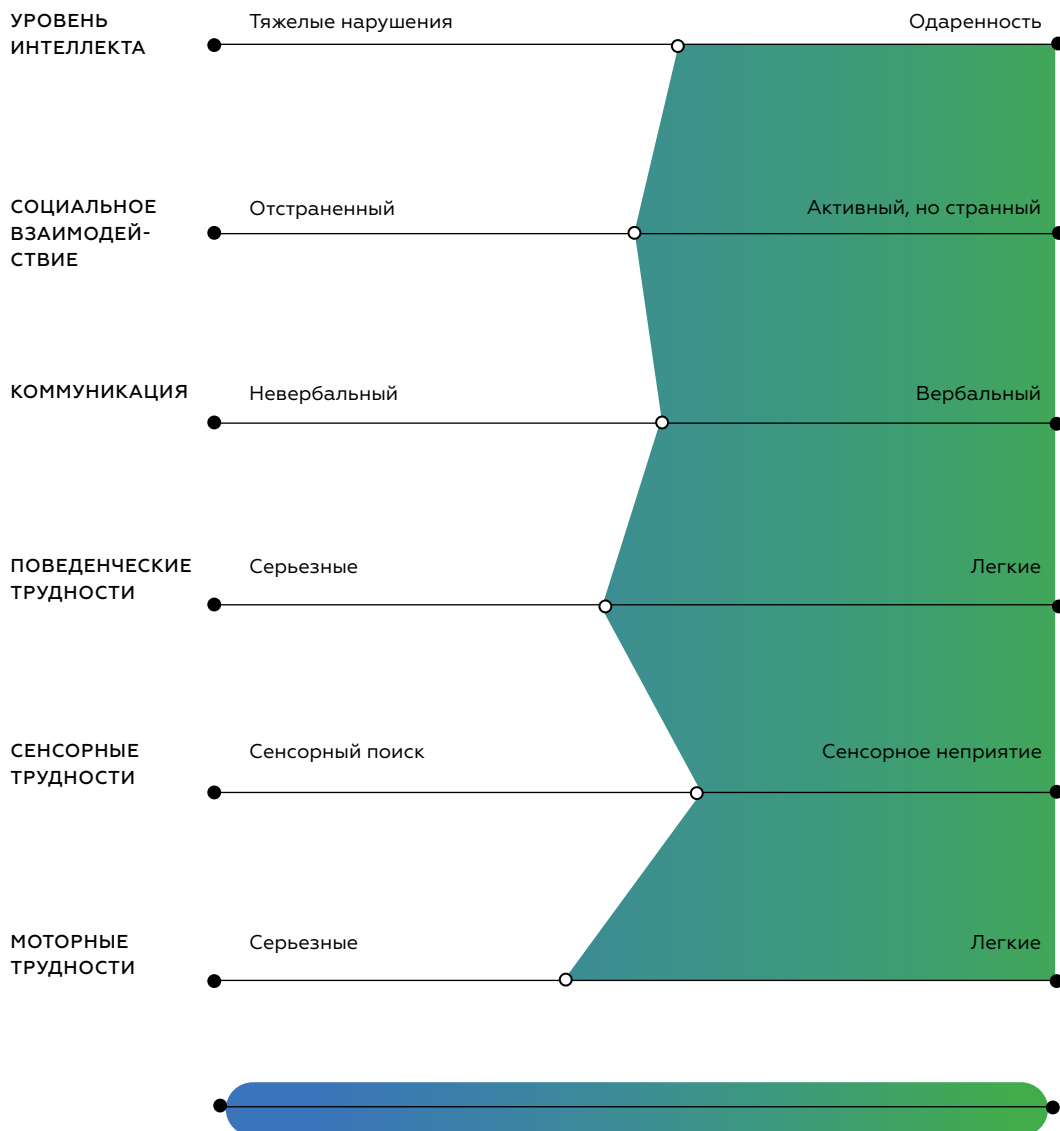 УРОВЕНЬ
ИНТЕЛЛЕКТА
Тяжелые нарушения
Одаренность
СОЦИАЛЬНОЕ
ВЗАИМОДЕЙ-
СТВИЕ
Отстраненный
Активный, но странный
КОММУНИКАЦИЯ
Невербальный
Вербальный
ПОВЕДЕНЧЕСКИЕ
ТРУДНОСТИ
Серьезные
Легкие
СЕНСОРНЫЕ
ТРУДНОСТИ
Сенсорный поиск
Сенсорное неприятие
МОТОРНЫЕ
ТРУДНОСТИ
Серьезные
Легкие